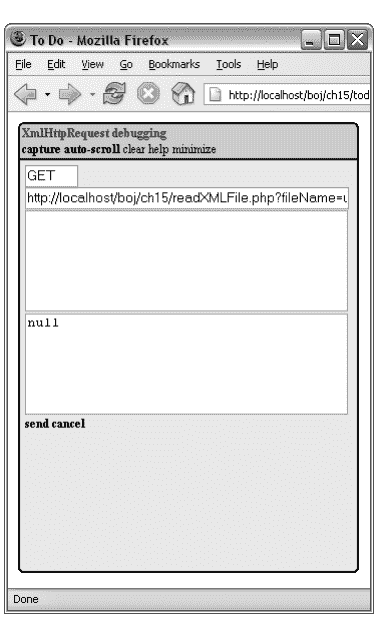 To Do - Mozilla Firefox
File Edit View Go Bookmarks Tools Help
http://localhost/boj/ch15/tod
XmlHttpRequest debugging
capture auto-scroll clear help minimize
GET
http://localhost/boj/ch15/readXMLFile.php?fileName=u
null
send cancel
Done